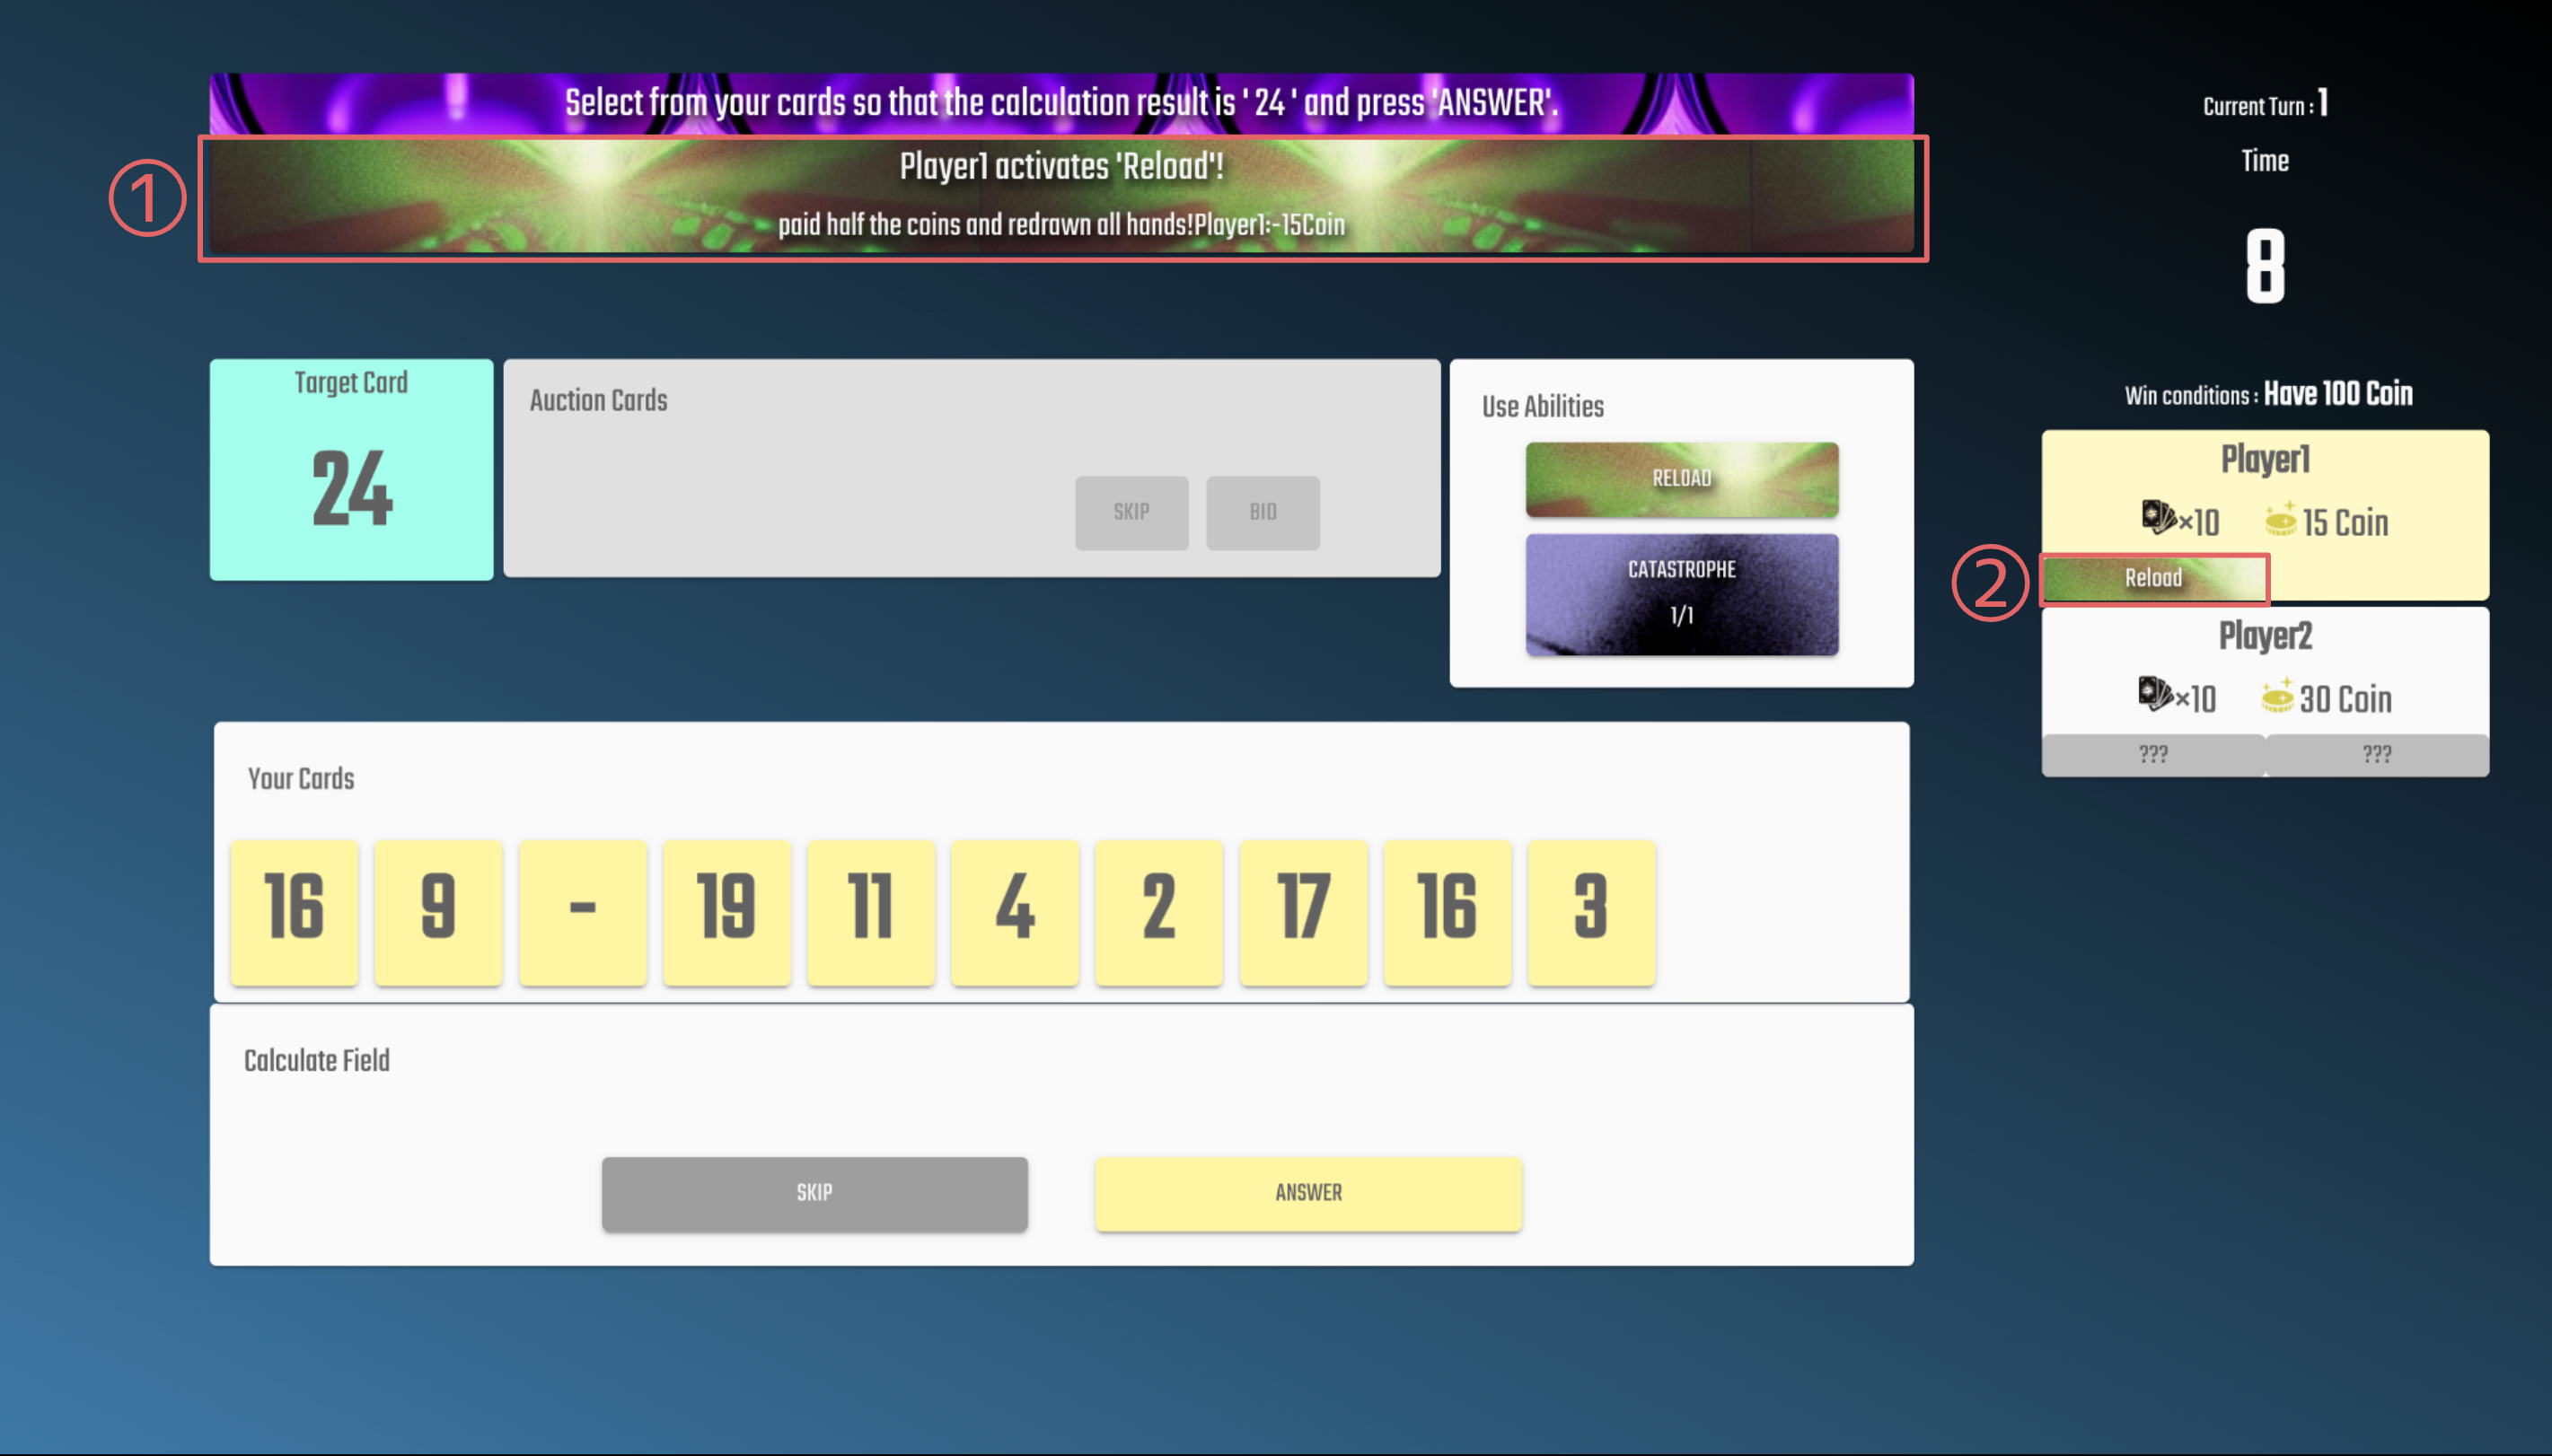 Select from your cards so that the calculation result is ' 24 ' and press 'ANSWER'.
①
Player1 activates 'Reload'!
paid half the coins and redrawn all hands!Player1:-15Coin
Current Turn : 1
Time
8
Target Card
24
Auction Cards
SKIP
BID
Use Abilities
RELOAD
CATASTROPHE
1/1
Win conditions : Have 100 Coin
Player1
×10
15 Coin
②
Reload
Player2
×10
30 Coin
???
???
Your Cards
16 9 - 19 11 4 2 17 16 3
Calculate Field
SKIP
ANSWER